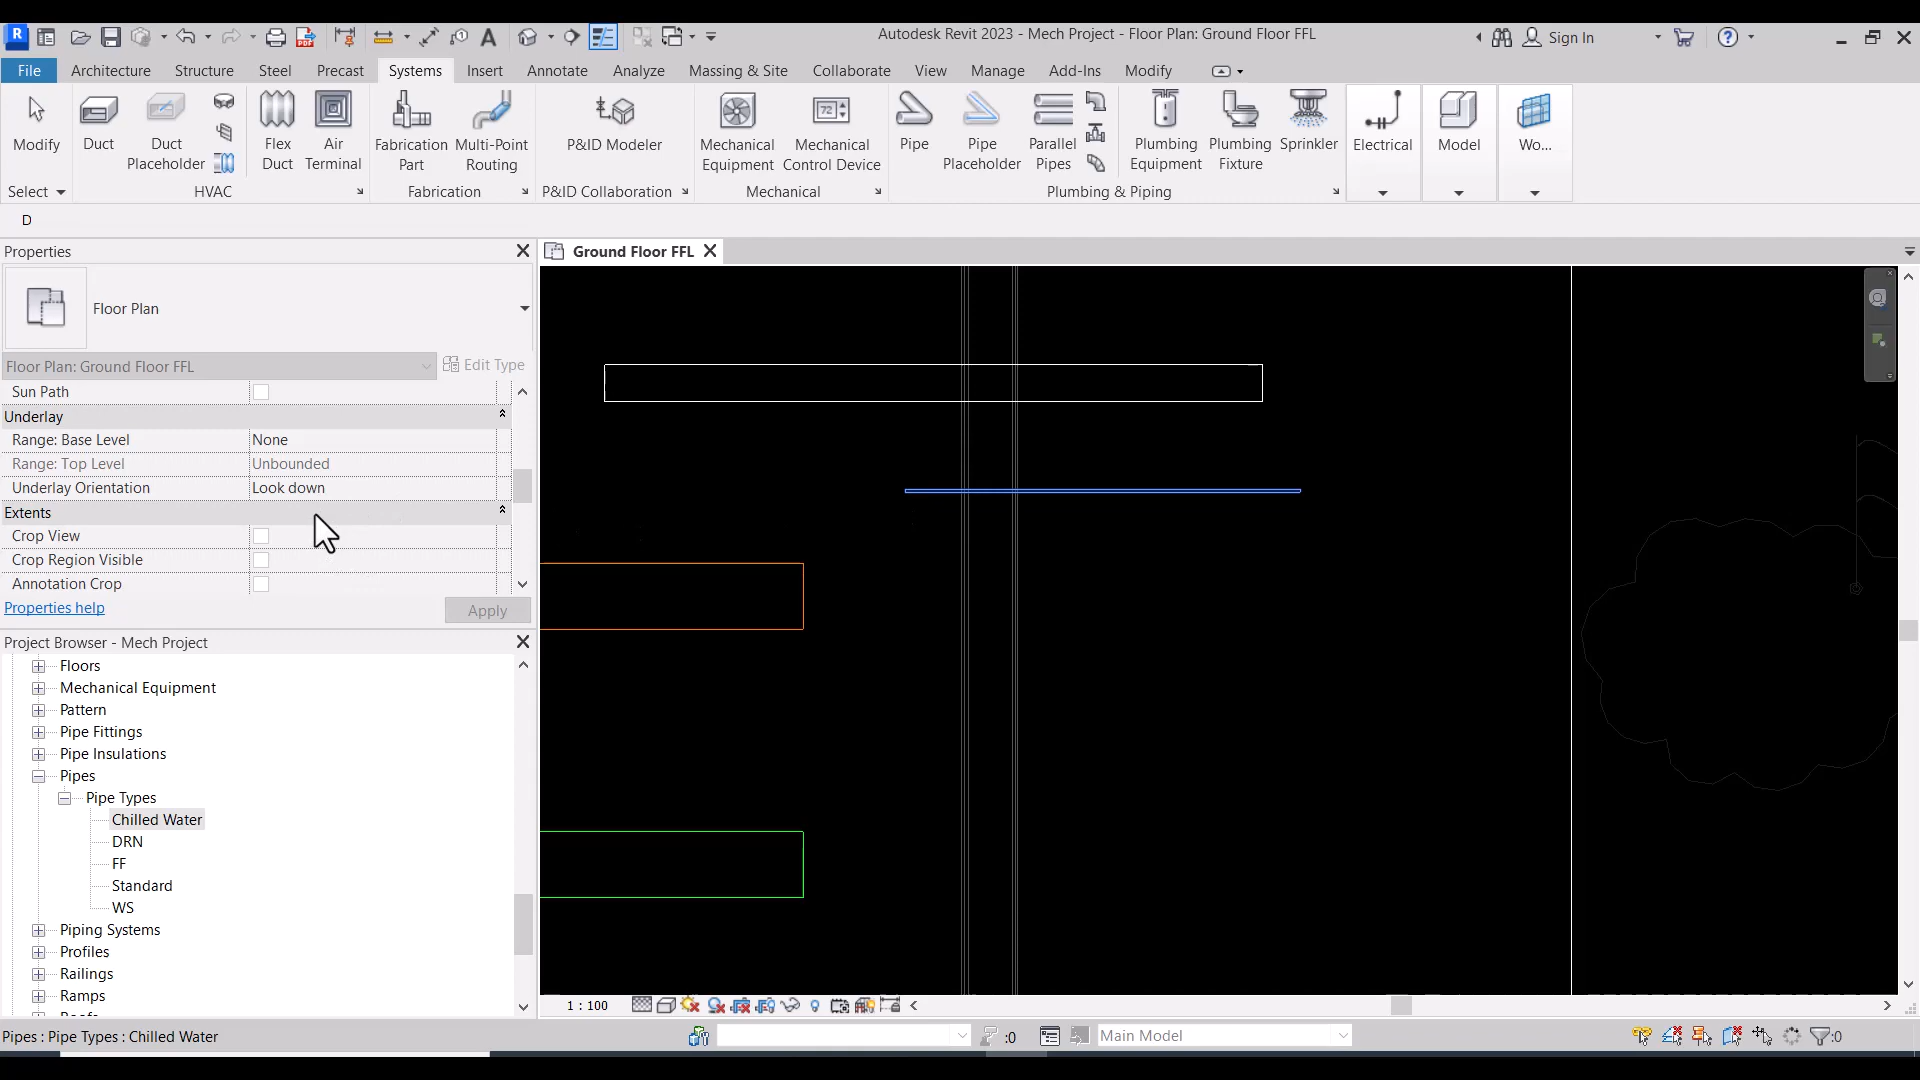 Autodesk Revit 2023 - Mech Project - Floor Plan: Ground Floor FFL
Sign In
File Architecture Structure Steel Precast Systems Insert Annotate Analyze Massing & Site Collaborate View Manage Add-Ins Modify
Modify
Duct
Duct Placeholder
Flex Duct
Air Terminal
Fabrication Part
Multi-Point Routing
P&ID Modeler
Mechanical Equipment
72
Mechanical Control Device
Pipe
Pipe Placeholder
Parallel Pipes
Plumbing Equipment
Plumbing Fixture
Sprinkler
Electrical
Model
Wo...
Select HVAC Fabrication P&ID Collaboration Mechanical Plumbing & Piping
D
Properties
Ground Floor FFL
Floor Plan
Floor Plan: Ground Floor FFL
Edit Type
Sun Path
Underlay
Range: Base Level None
Range: Top Level Unbounded
Underlay Orientation Look down
Extents
Crop View
Crop Region Visible
Annotation Crop
Properties help
Apply
Project Browser - Mech Project
Floors
Mechanical Equipment
Pattern
Pipe Fittings
Pipe Insulations
Pipes
Pipe Types
Chilled Water
DRN
FF
Standard
WS
Piping Systems
Profiles
Railings
Ramps
1 : 100
Pipes : Pipe Types : Chilled Water
:0
Main Model
:0